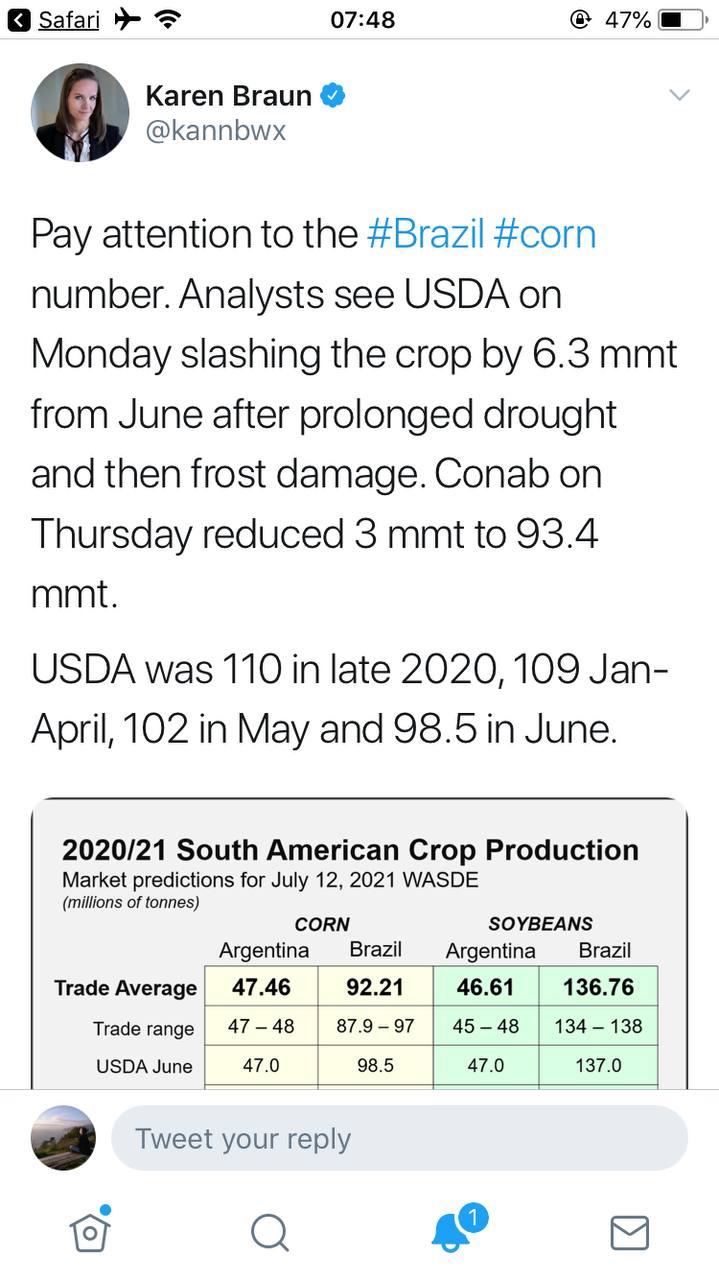 Safari
07:48
47%
Karen Braun
@kannbwx
Pay attention to the #Brazil #corn
number. Analysts see USDA on
Monday slashing the crop by 6.3 mmt
from June after prolonged drought
and then frost damage. Conab on
Thursday reduced 3 mmt to 93.4
mmt.
USDA was 110 in late 2020, 109 Jan-
April, 102 in May and 98.5 in June.
2020/21 South American Crop Production
Market predictions for July 12, 2021 WASDE
(millions of tonnes)
CORN SOYBEANS
Argentina Brazil Argentina Brazil
Trade Average 47.46 92.21 46.61 136.76
Trade range 47 – 48 87.9 – 97 45 – 48 134 – 138
USDA June 47.0 98.5 47.0 137.0
Tweet your reply
1